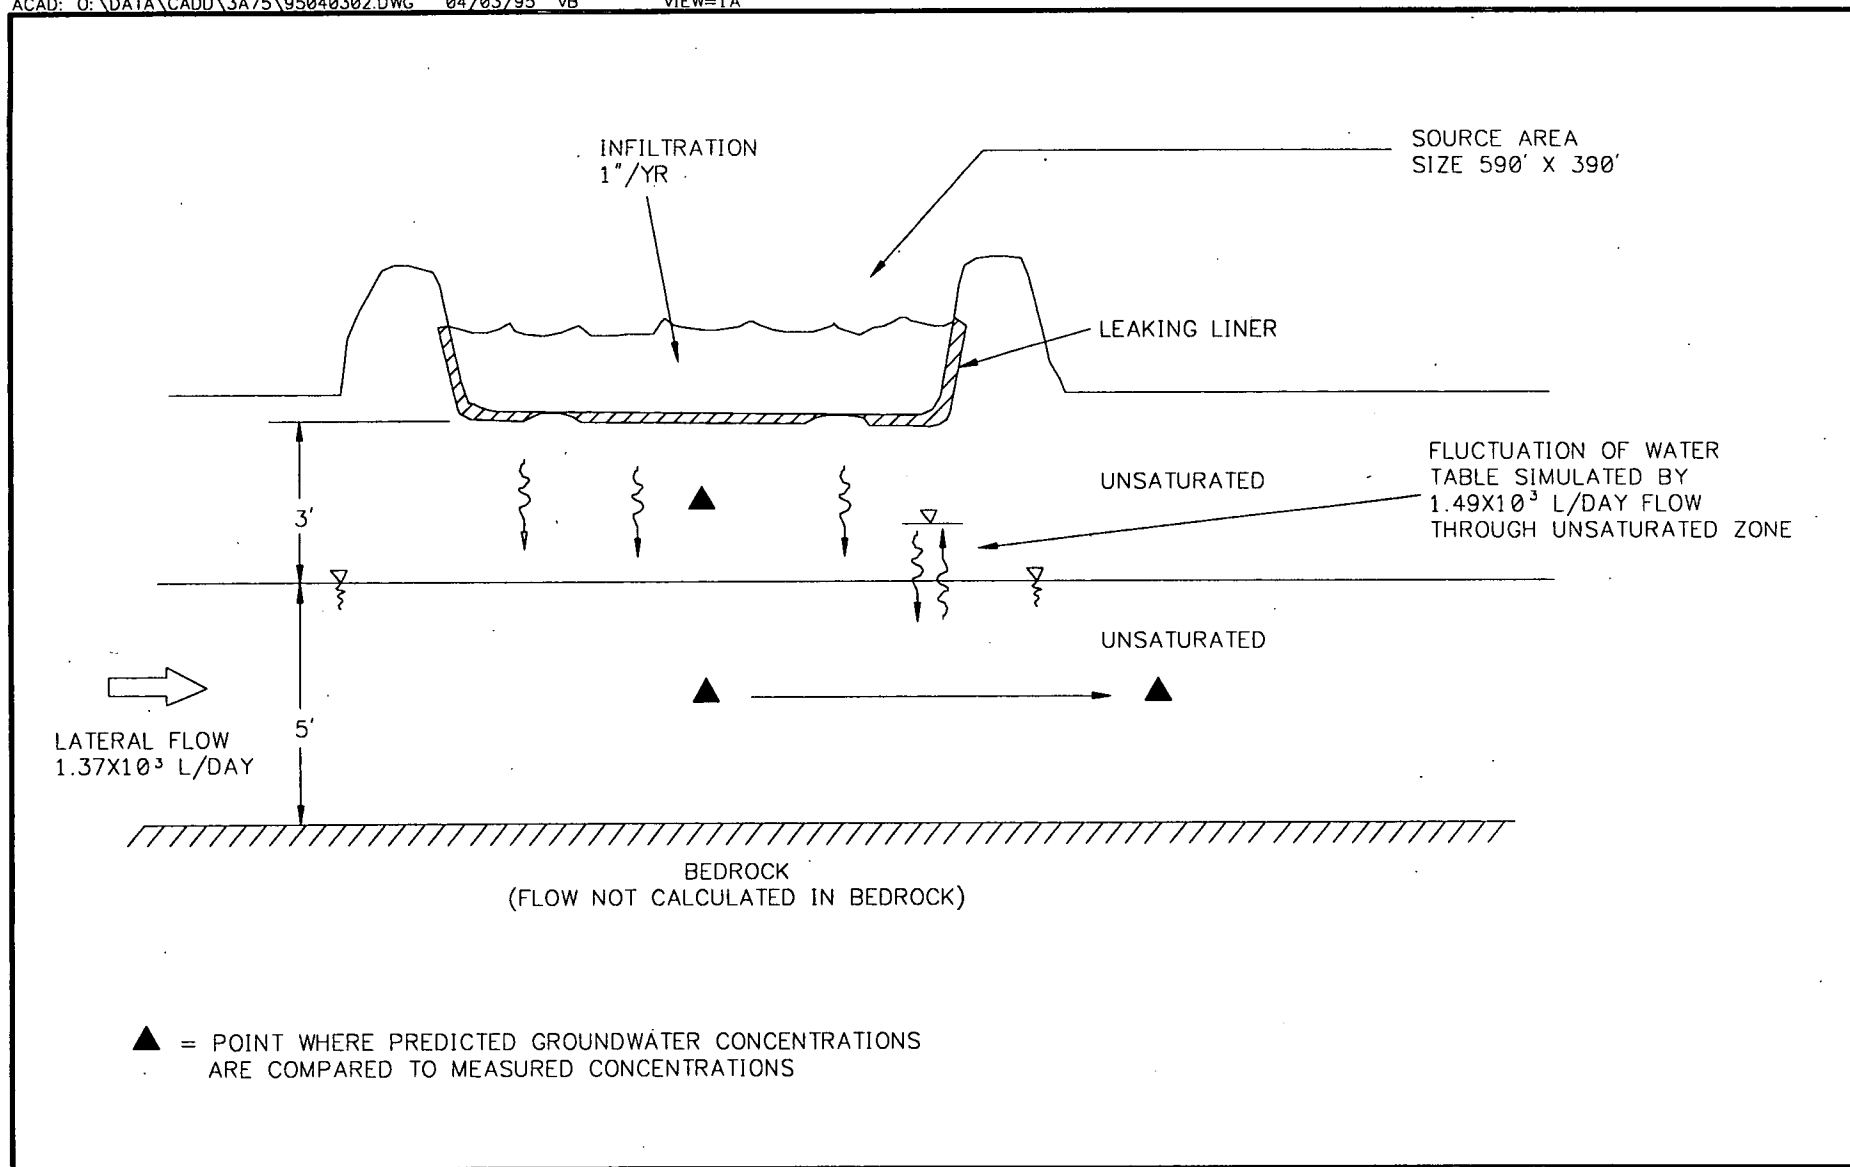 ACAD: O:\DATA\CADD\3A75\95040302.DWG 04/03/95 VB VIEW=1A
INFILTRATION
1"/YR
SOURCE AREA
SIZE 590' X 390'
LEAKING LINER
FLUCTUATION OF WATER
TABLE SIMULATED BY
1.49X10³ L/DAY FLOW
THROUGH UNSATURATED ZONE
UNSATURATED
3'
UNSATURATED
5'
LATERAL FLOW
1.37X10³ L/DAY
BEDROCK
(FLOW NOT CALCULATED IN BEDROCK)
▲ = POINT WHERE PREDICTED GROUNDWATER CONCENTRATIONS
ARE COMPARED TO MEASURED CONCENTRATIONS